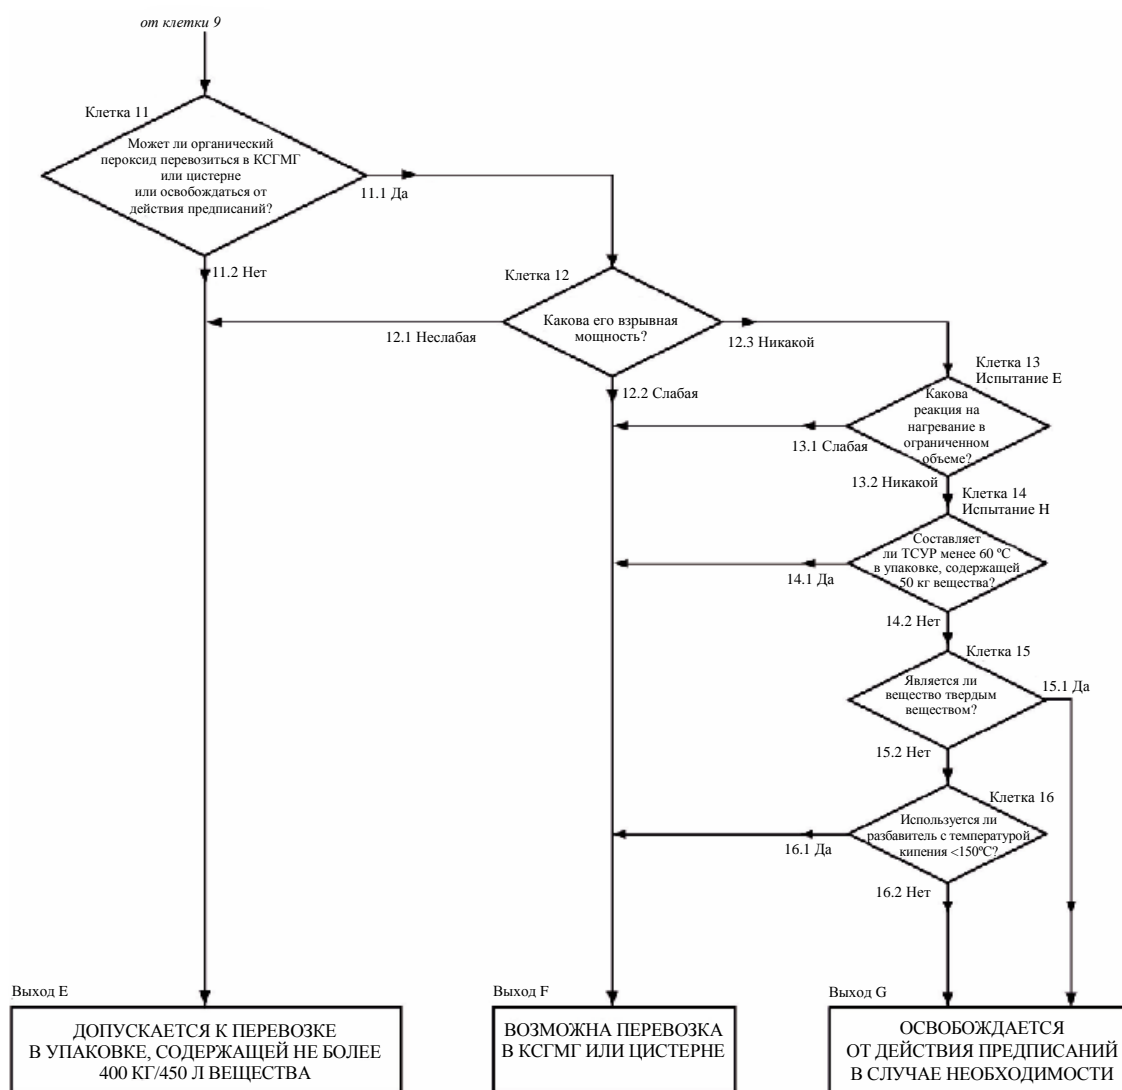 от клетки 9
Клетка 11
Может ли органический
пероксид перевозиться в КСГМГ
или цистерне
или освобождаться от
действия предписаний?
11.1 Да
11.2 Нет
Клетка 12
Какова его взрывная
мощность?
12.1 Неслабая
12.3 Никакой
12.2 Слабая
Клетка 13
Испытание E
Какова
реакция на
нагревание в
ограниченном
объеме?
13.1 Слабая
13.2 Никакой
Клетка 14
Испытание H
Составляет
ли ТСУР менее 60 ºC
в упаковке, содержащей
50 кг вещества?
14.1 Да
14.2 Нет
Клетка 15
Является ли
вещество твердым
веществом?
15.1 Да
15.2 Нет
Клетка 16
Используется ли
разбавитель с температурой
кипения <150ºC?
16.1 Да
16.2 Нет
Выход E
ДОПУСКАЕТСЯ К ПЕРЕВОЗКЕ
В УПАКОВКЕ, СОДЕРЖАЩЕЙ НЕ БОЛЕЕ
400 КГ/450 Л ВЕЩЕСТВА
Выход F
ВОЗМОЖНА ПЕРЕВОЗКА
В КСГМГ ИЛИ ЦИСТЕРНЕ
Выход G
ОСВОБОЖДАЕТСЯ
ОТ ДЕЙСТВИЯ ПРЕДПИСАНИЙ
В СЛУЧАЕ НЕОБХОДИМОСТИ